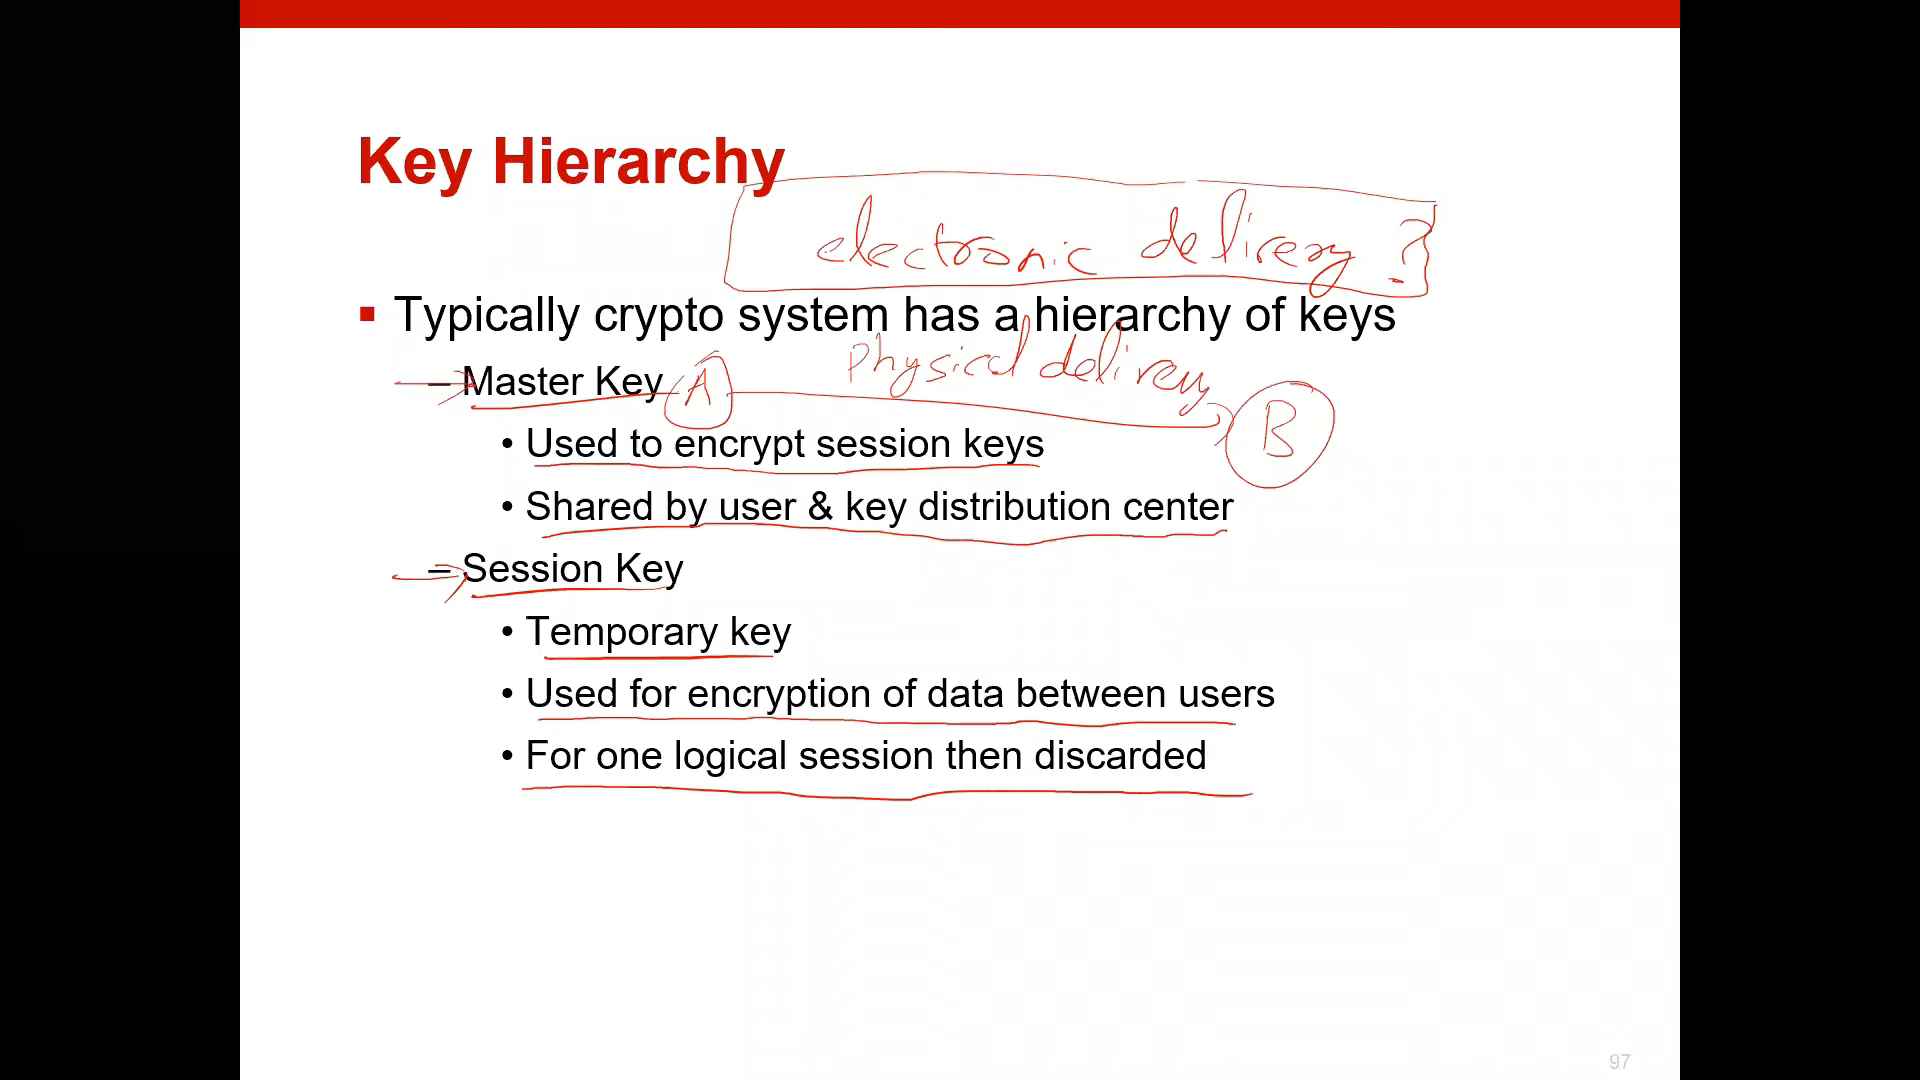 Key Hierarchy
electronic delivery ?
▪ Typically crypto system has a hierarchy of keys
Physical delivery
– Master Key
A
B
• Used to encrypt session keys
• Shared by user & key distribution center
– Session Key
• Temporary key
• Used for encryption of data between users
• For one logical session then discarded
97